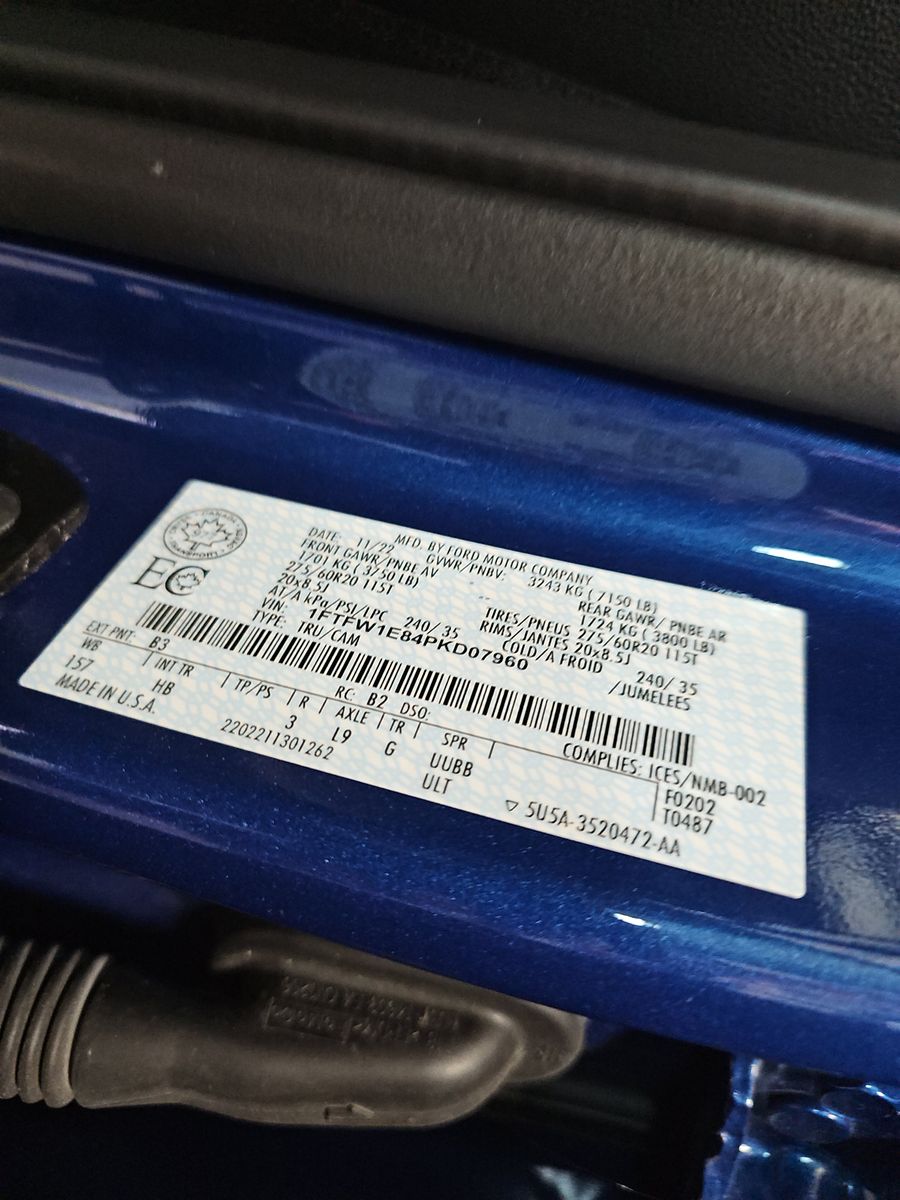 MFD. BY FORD MOTOR COMPANY
DATE: 11/22 GVWR/PNBV: 3243 KG ( 7150 LB)
FRONT GAWR/PNBE AV REAR GAWR/ PNBE AR
1701 KG ( 3750 LB) 1724 KG ( 3800 LB)
275/60R20 115T TIRES/PNEUS 275/60R20 115T
20x8.5J RIMS/JANTES 20x8.5J
AT/A kPa/PSI/LPC 240/35 COLD/A FROID 240/35
VIN: 1FTFW1E84PKD07960 /JUMELEES
TYPE: TRU/CAM
CANADA
TRANSPORT
EC
EXT PNT: B3 RC: B2 DSO:
WB INT TR TP/PS R AXLE TR SPR COMPLIES: ICES/NMB-002
157 HB 3 L9 G UUBB F0202
MADE IN U.S.A. ULT T0487
2202211301262 ▽ 5U5A-3520472-AA